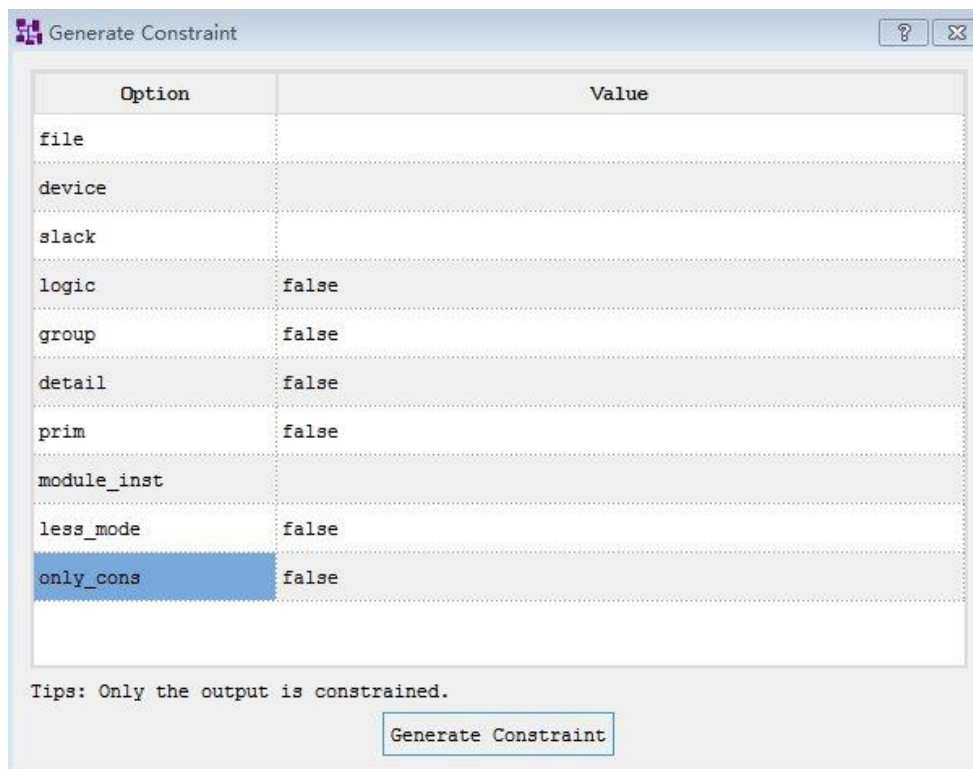 Generate Constraint
Option Value
file
device
slack
logic false
group false
detail false
prim false
module_inst
less_mode false
only_cons false
Tips: Only the output is constrained.
Generate Constraint